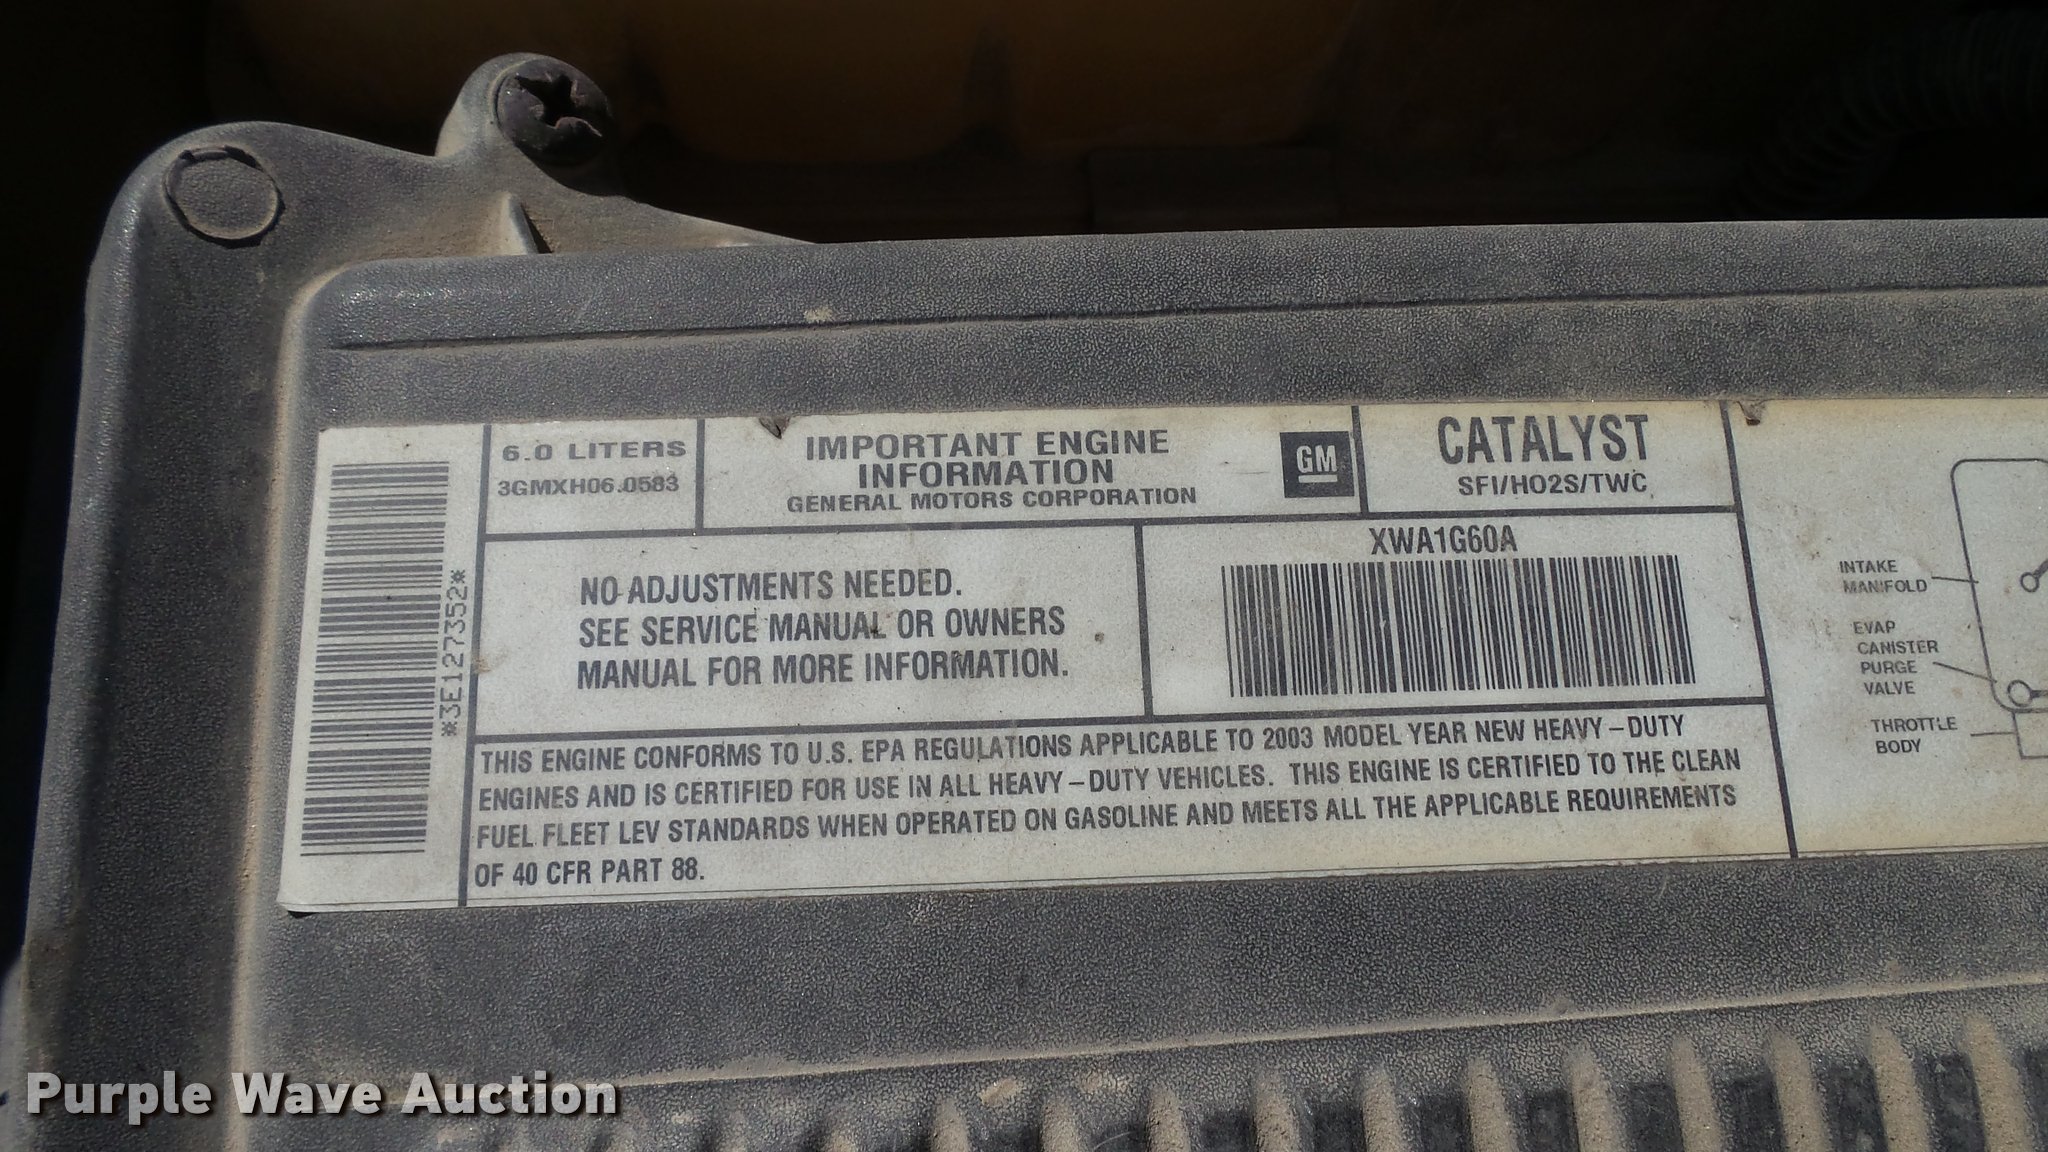 6.0 LITERS
3GMXH06.0583
IMPORTANT ENGINE
INFORMATION
GENERAL MOTORS CORPORATION
GM
CATALYST
SFI/HO2S/TWC
*3E1277352*
NO ADJUSTMENTS NEEDED.
SEE SERVICE MANUAL OR OWNERS
MANUAL FOR MORE INFORMATION.
XWA1G60A
THIS ENGINE CONFORMS TO U.S. EPA REGULATIONS APPLICABLE TO 2003 MODEL YEAR NEW HEAVY-DUTY
ENGINES AND IS CERTIFIED FOR USE IN ALL HEAVY-DUTY VEHICLES. THIS ENGINE IS CERTIFIED TO THE CLEAN
FUEL FLEET LEV STANDARDS WHEN OPERATED ON GASOLINE AND MEETS ALL THE APPLICABLE REQUIREMENTS
OF 40 CFR PART 88.
INTAKE
MANIFOLD
EVAP
CANISTER
PURGE
VALVE
THROTTLE
BODY
Purple Wave Auction